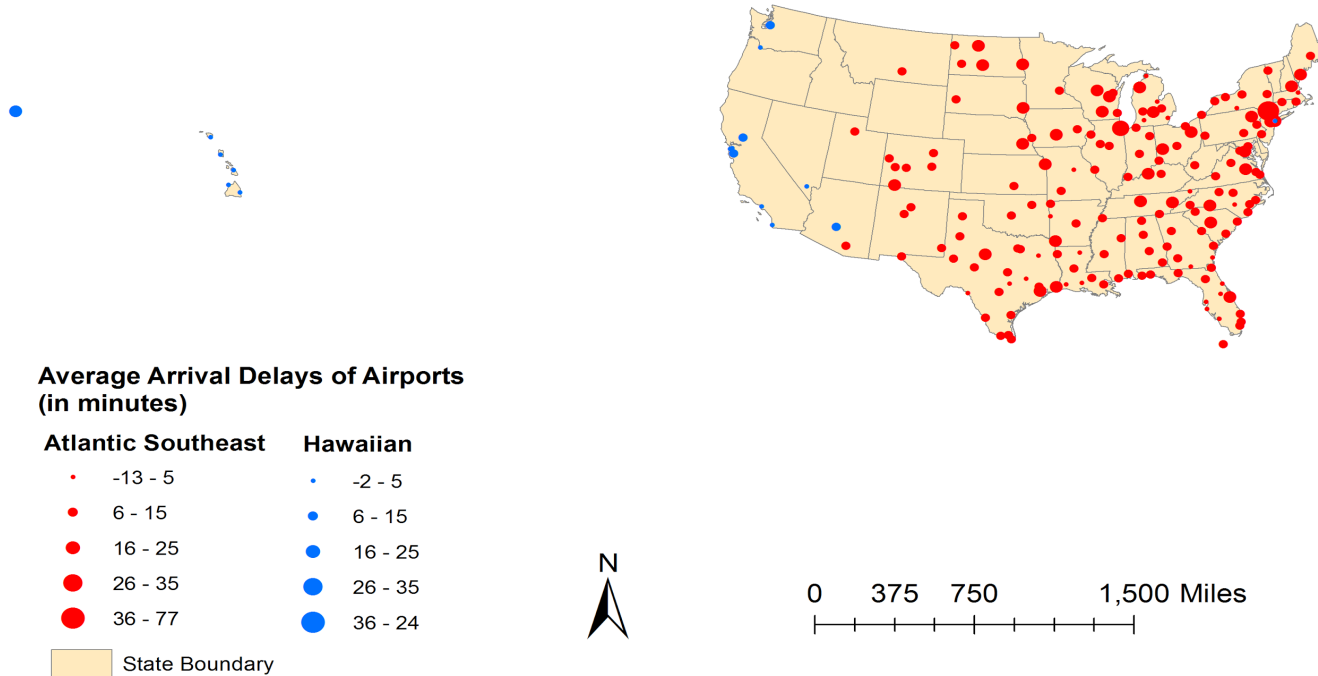 Average Arrival Delays of Airports
(in minutes)
Atlantic Southeast
-13 - 5
6 - 15
16 - 25
26 - 35
36 - 77
State Boundary
Hawaiian
-2 - 5
6 - 15
16 - 25
26 - 35
36 - 24
N
0 375 750 1,500 Miles